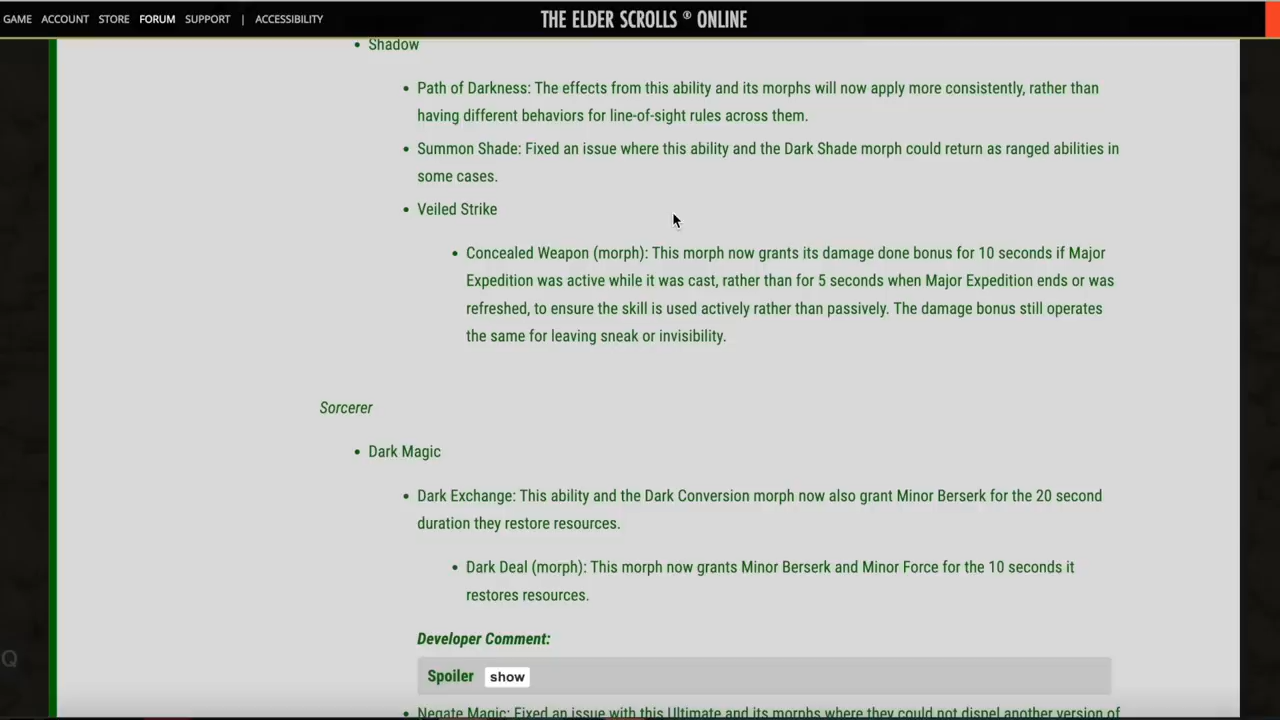 GAME ACCOUNT STORE FORUM SUPPORT | ACCESSIBILITY
THE ELDER SCROLLS ® ONLINE
• Shadow
• Path of Darkness: The effects from this ability and its morphs will now apply more consistently, rather than
having different behaviors for line-of-sight rules across them.
• Summon Shade: Fixed an issue where this ability and the Dark Shade morph could return as ranged abilities in
some cases.
• Veiled Strike
• Concealed Weapon (morph): This morph now grants its damage done bonus for 10 seconds if Major
Expedition was active while it was cast, rather than for 5 seconds when Major Expedition ends or was
refreshed, to ensure the skill is used actively rather than passively. The damage bonus still operates
the same for leaving sneak or invisibility.
Sorcerer
• Dark Magic
• Dark Exchange: This ability and the Dark Conversion morph now also grant Minor Berserk for the 20 second
duration they restore resources.
• Dark Deal (morph): This morph now grants Minor Berserk and Minor Force for the 10 seconds it
restores resources.
Developer Comment:
Spoiler show
Q
• Negate Magic: Fixed an issue with this Ultimate and its morphs where they could not dispel another version of